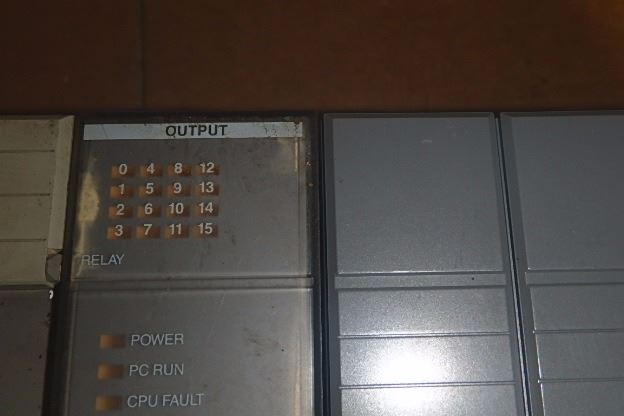 OUTPUT
0 4 8 12
1 5 9 13
2 6 10 14
3 7 11 15
RELAY
POWER
PC RUN
CPU FAULT